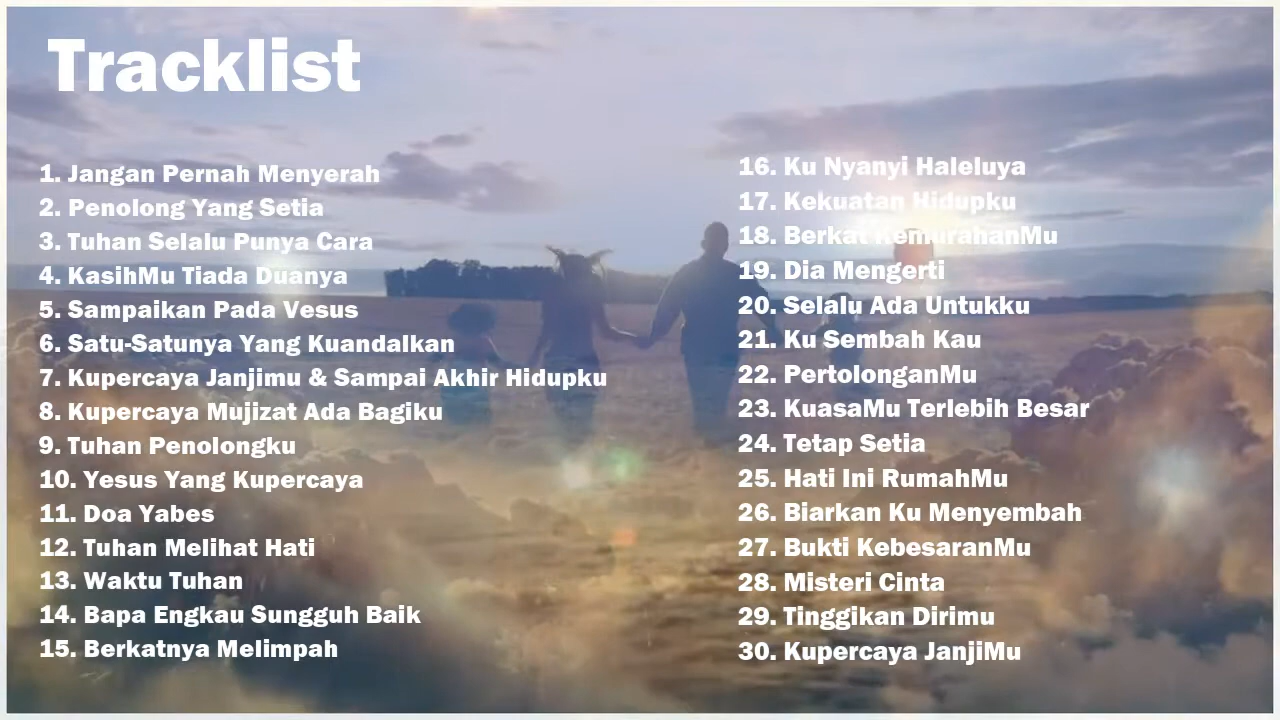 Tracklist
1. Jangan Pernah Menyerah
2. Penolong Yang Setia
3. Tuhan Selalu Punya Cara
4. KasihMu Tiada Duanya
5. Sampaikan Pada Vesus
6. Satu-Satunya Yang Kuandalkan
7. Kupercaya Janjimu & Sampai Akhir Hidupku
8. Kupercaya Mujizat Ada Bagiku
9. Tuhan Penolongku
10. Yesus Yang Kupercaya
11. Doa Yabes
12. Tuhan Melihat Hati
13. Waktu Tuhan
14. Bapa Engkau Sungguh Baik
15. Berkatnya Melimpah
16. Ku Nyanyi Haleluya
17. Kekuatan Hidupku
18. Berkat KemurahanMu
19. Dia Mengerti
20. Selalu Ada Untukku
21. Ku Sembah Kau
22. PertolonganMu
23. KuasaMu Terlebih Besar
24. Tetap Setia
25. Hati Ini RumahMu
26. Biarkan Ku Menyembah
27. Bukti KebesaranMu
28. Misteri Cinta
29. Tinggikan Dirimu
30. Kupercaya JanjiMu